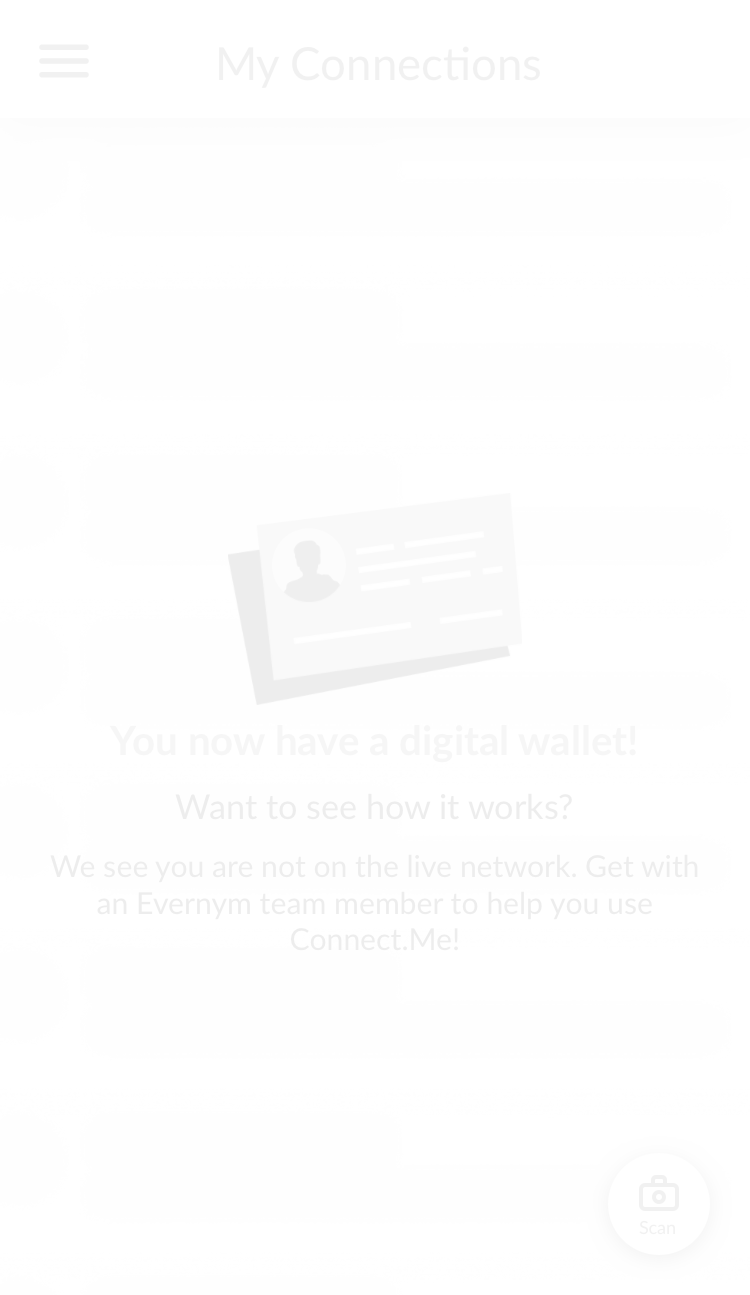 My Connections
You now have a digital wallet!
Want to see how it works?
We see you are not on the live network. Get with
an Evernym team member to help you use
Connect.Me!
Scan